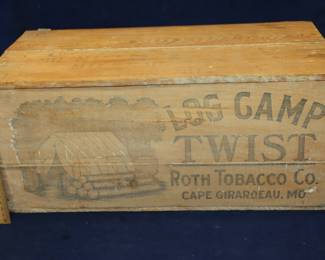 LOG CAMP
TWIST
ROTH TOBACCO CO.
CAPE GIRARDEAU, MO